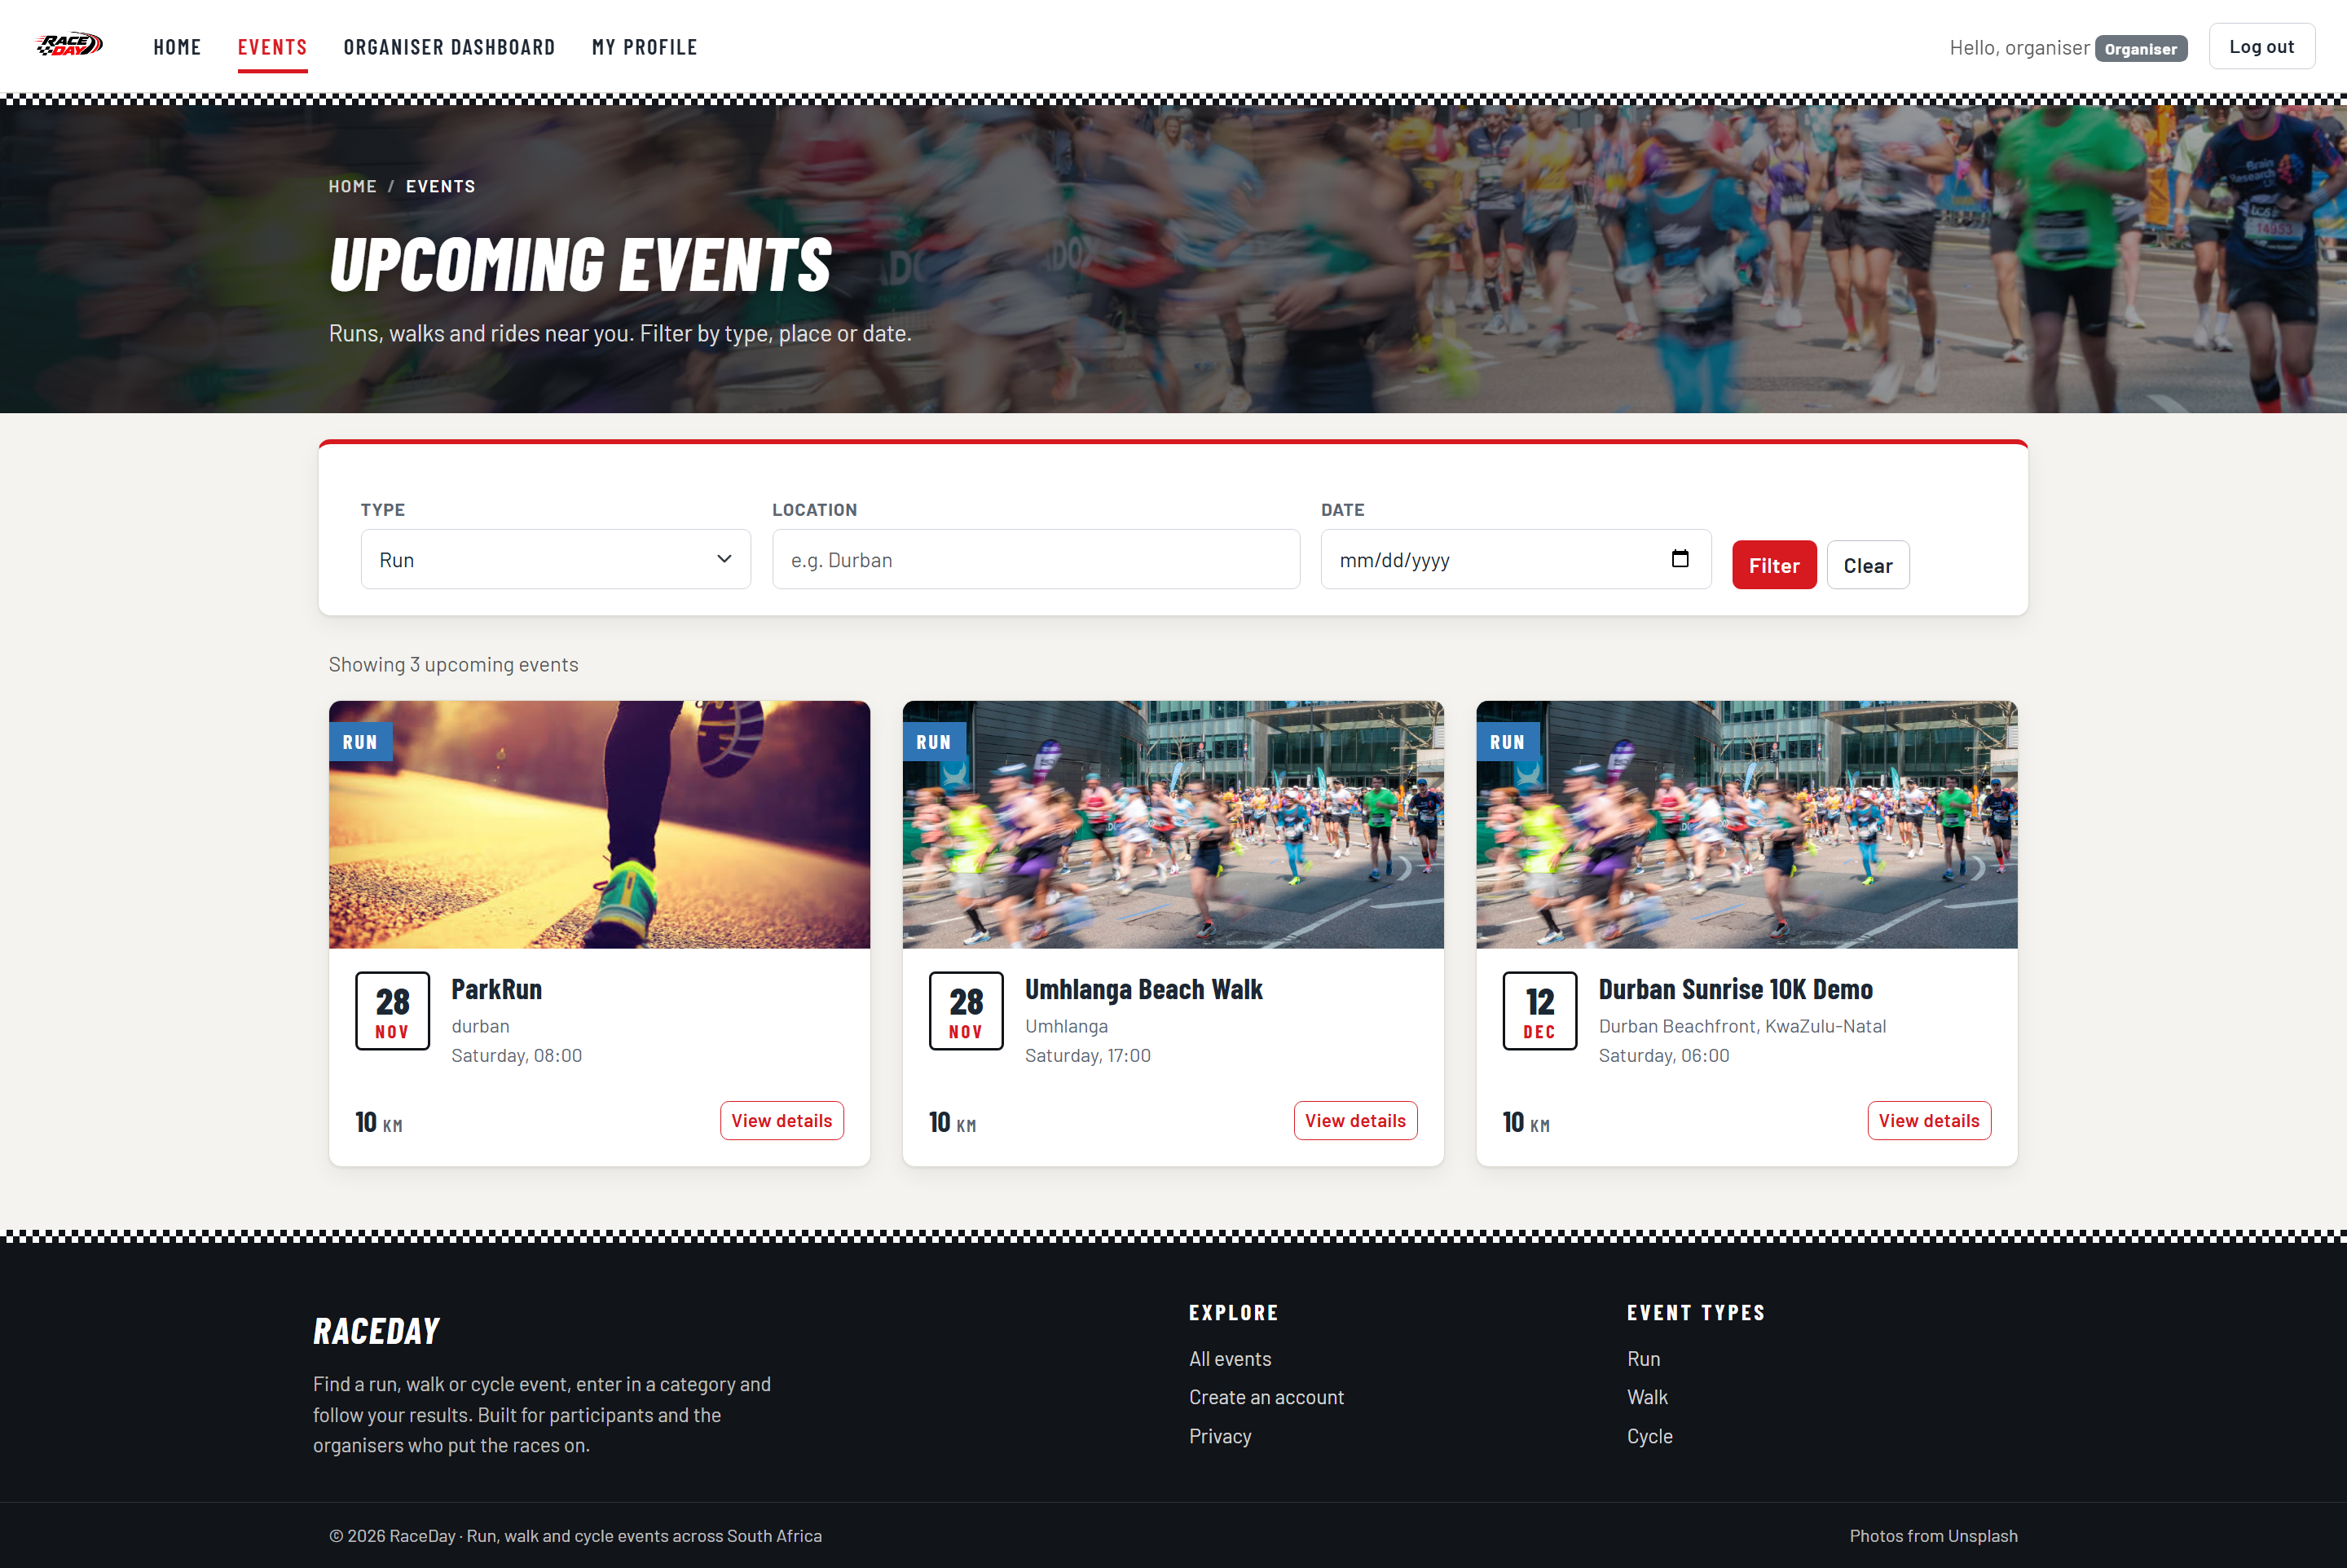 RACE DAY
HOME
EVENTS
ORGANISER DASHBOARD
MY PROFILE
Hello, organiser Organiser
Log out
HOME / EVENTS
UPCOMING EVENTS
Runs, walks and rides near you. Filter by type, place or date.
Brain
Research
14553
TYPE
LOCATION
DATE
Run
e.g. Durban
mm/dd/yyyy
Filter
Clear
Showing 3 upcoming events
RUN
28
NOV
ParkRun
durban
Saturday, 08:00
10 KM
View details
RUN
28
NOV
Umhlanga Beach Walk
Umhlanga
Saturday, 17:00
10 KM
View details
RUN
12
DEC
Durban Sunrise 10K Demo
Durban Beachfront, KwaZulu-Natal
Saturday, 06:00
10 KM
View details
RACEDAY
Find a run, walk or cycle event, enter in a category and
follow your results. Built for participants and the
organisers who put the races on.
EXPLORE
All events
Create an account
Privacy
EVENT TYPES
Run
Walk
Cycle
© 2026 RaceDay · Run, walk and cycle events across South Africa
Photos from Unsplash